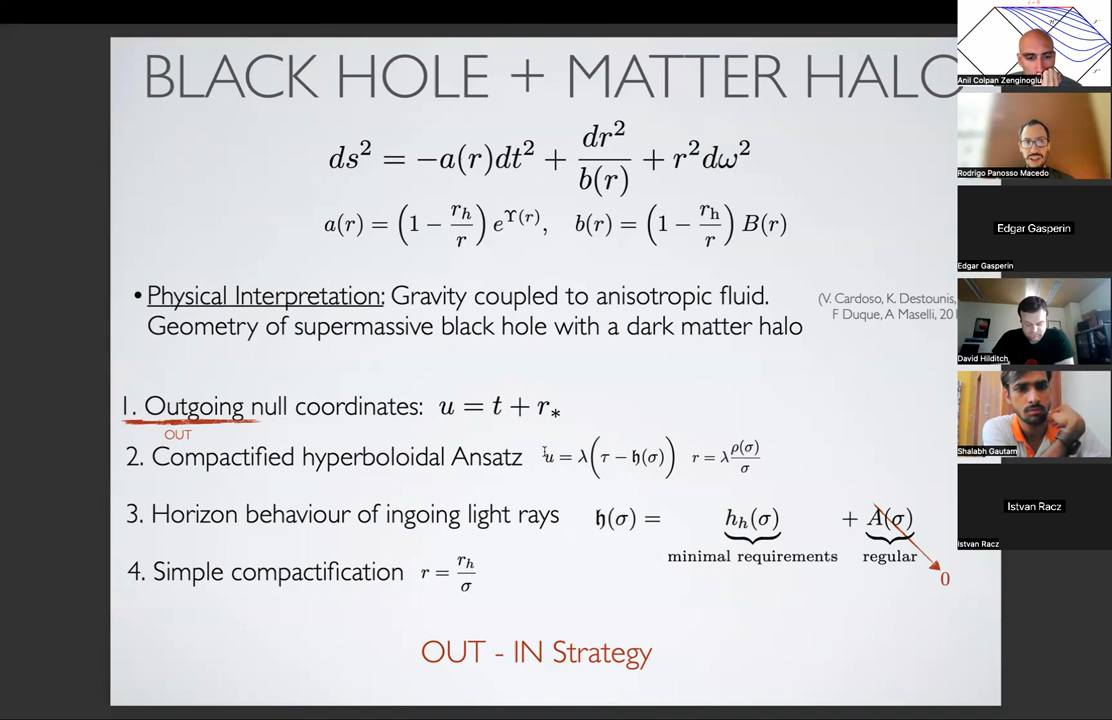 BLACK HOLE + MATTER HALO
ds² = −a(r)dt² + dr²/b(r) + r²dω²
a(r) = (1 − r_h/r) e^Υ(r), b(r) = (1 − r_h/r) B(r)
• Physical Interpretation: Gravity coupled to anisotropic fluid.
Geometry of supermassive black hole with a dark matter halo
(V. Cardoso, K. Destounis,
F Duque, A Maselli, 20
1. Outgoing null coordinates: u = t + r_*
OUT
2. Compactified hyperboloidal Ansatz u = λ(τ − 𝔥(σ)) r = λ ρ(σ)/σ
3. Horizon behaviour of ingoing light rays 𝔥(σ) = h_h(σ) + A(σ)
minimal requirements regular
0
4. Simple compactification r = r_h/σ
OUT - IN Strategy
Anil Colpan Zenginoglu
Rodrigo Panosso Macedo
Edgar Gasperin
Edgar Gasperin
David Hilditch
Shalabh Gautam
Istvan Racz
Istvan Racz